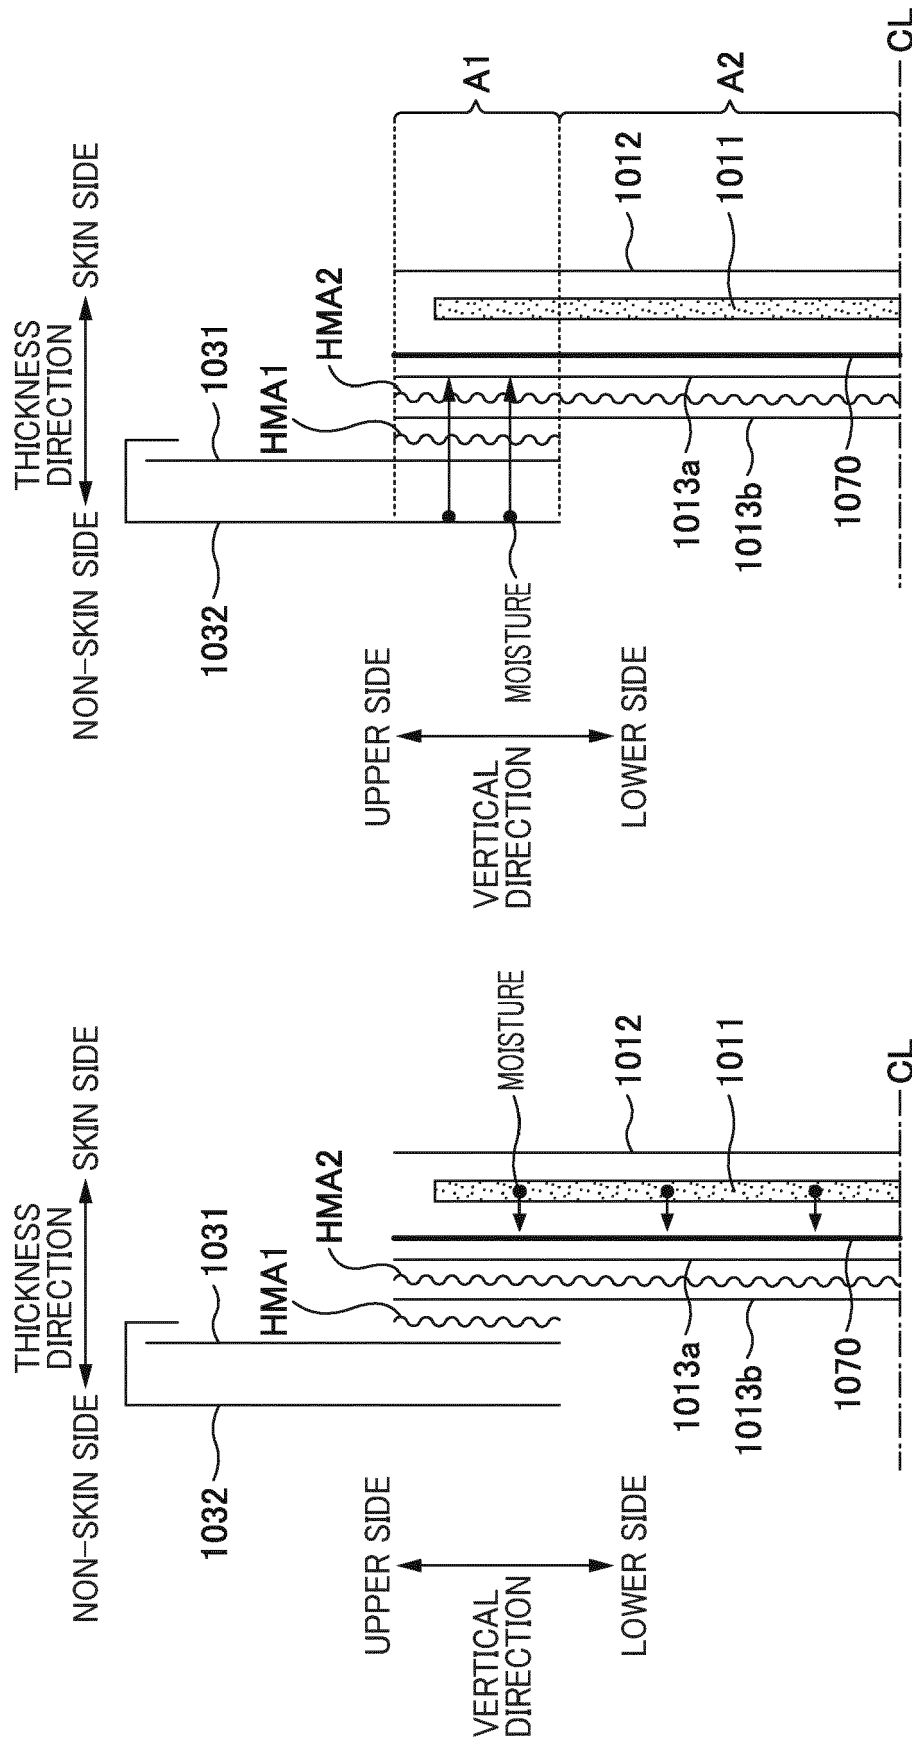 THICKNESS
DIRECTION
NON-SKIN SIDE
SKIN SIDE
1031
HMA1
HMA2
1032
A1
A2
1012
1011
1013a
1013b
1070
CL
MOISTURE
UPPER SIDE
VERTICAL
DIRECTION
LOWER SIDE
THICKNESS
DIRECTION
NON-SKIN SIDE
SKIN SIDE
1031
HMA1
HMA2
1032
MOISTURE
1012
1011
1013a
1013b
1070
CL
UPPER SIDE
VERTICAL
DIRECTION
LOWER SIDE